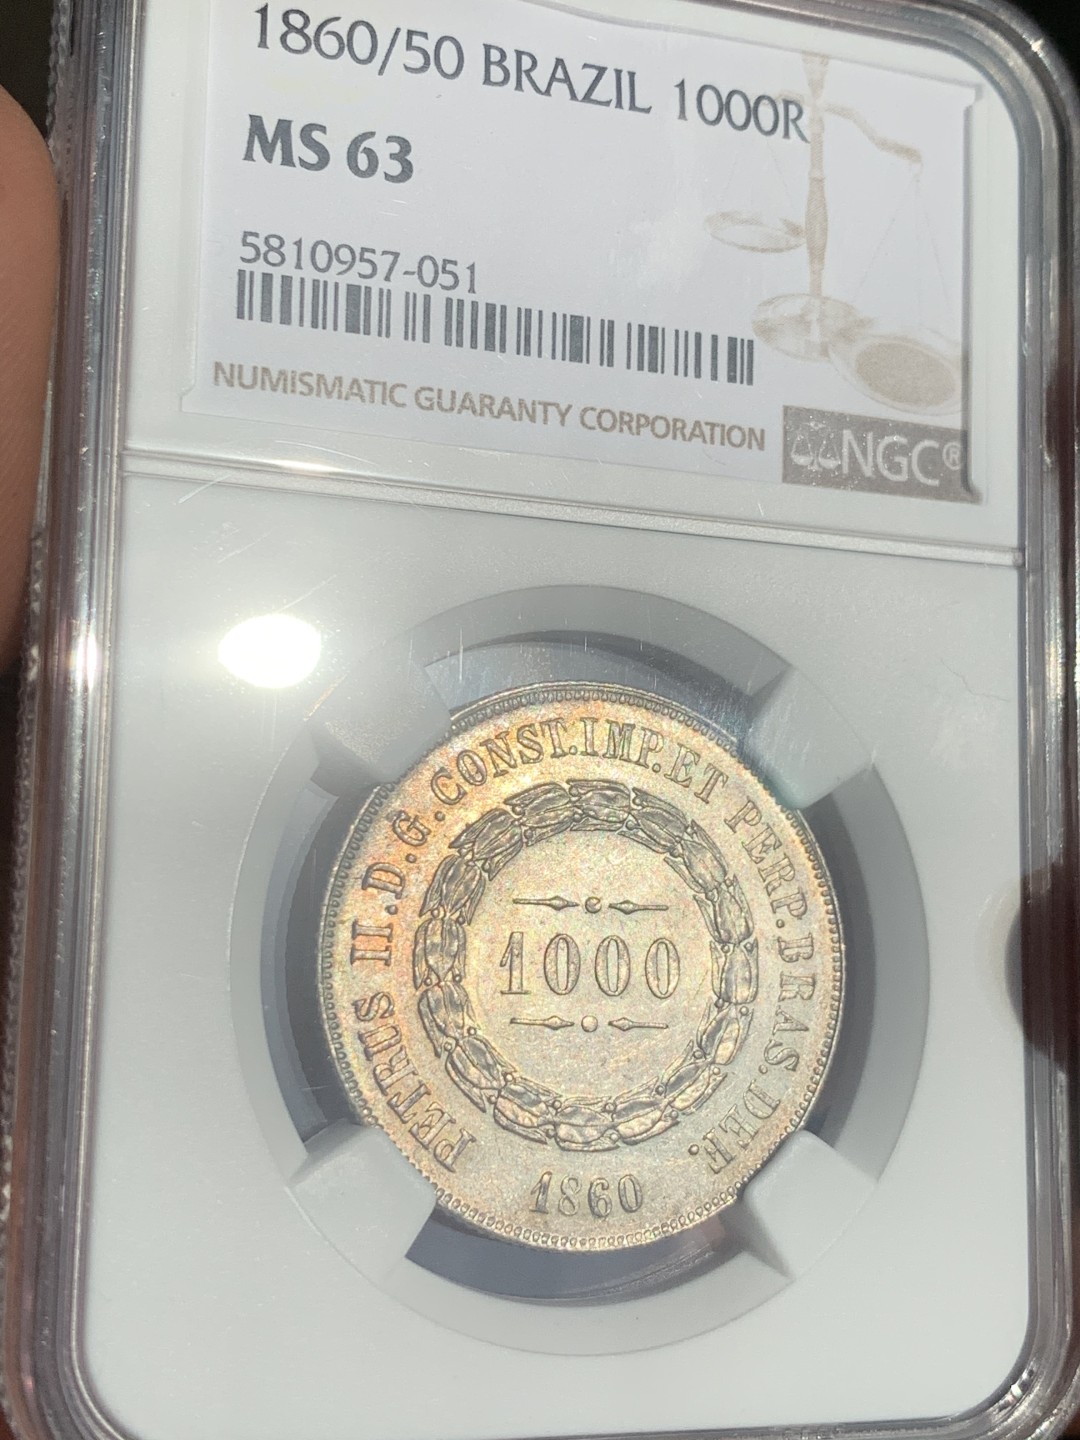 1860/50 BRAZIL 1000R
MS 63
5810957-051
NUMISMATIC GUARANTY CORPORATION
NGC®
PETRUS II.D.G.CONST.IMP.ET PERP.BRAS.DEF.
1000
1860